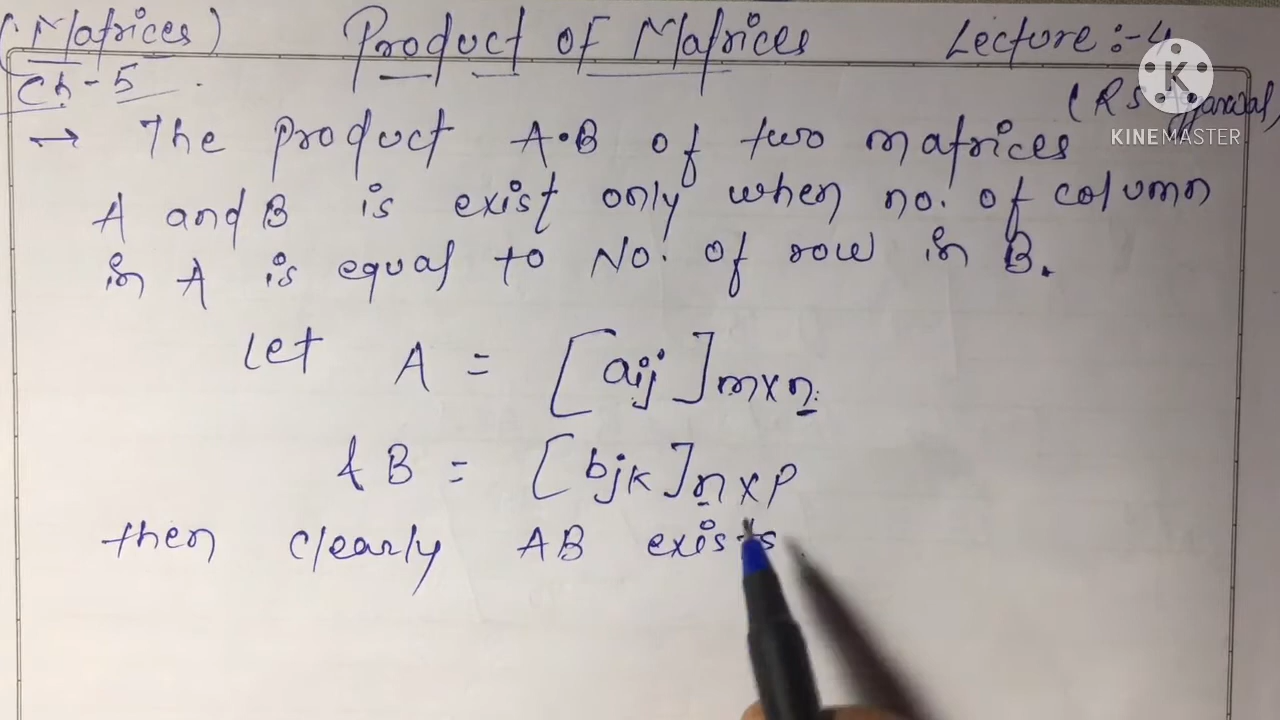 (Matrices) Product of Matrices Lecture :- 4
Ch - 5 (RS Aggarwal)
KINEMASTER
→ The product A·B of two matrices
A and B is exist only when no. of column
in A is equal to No. of row in B.
Let A = [aij]m×n
& B = [bjk]n×p
then clearly AB exists